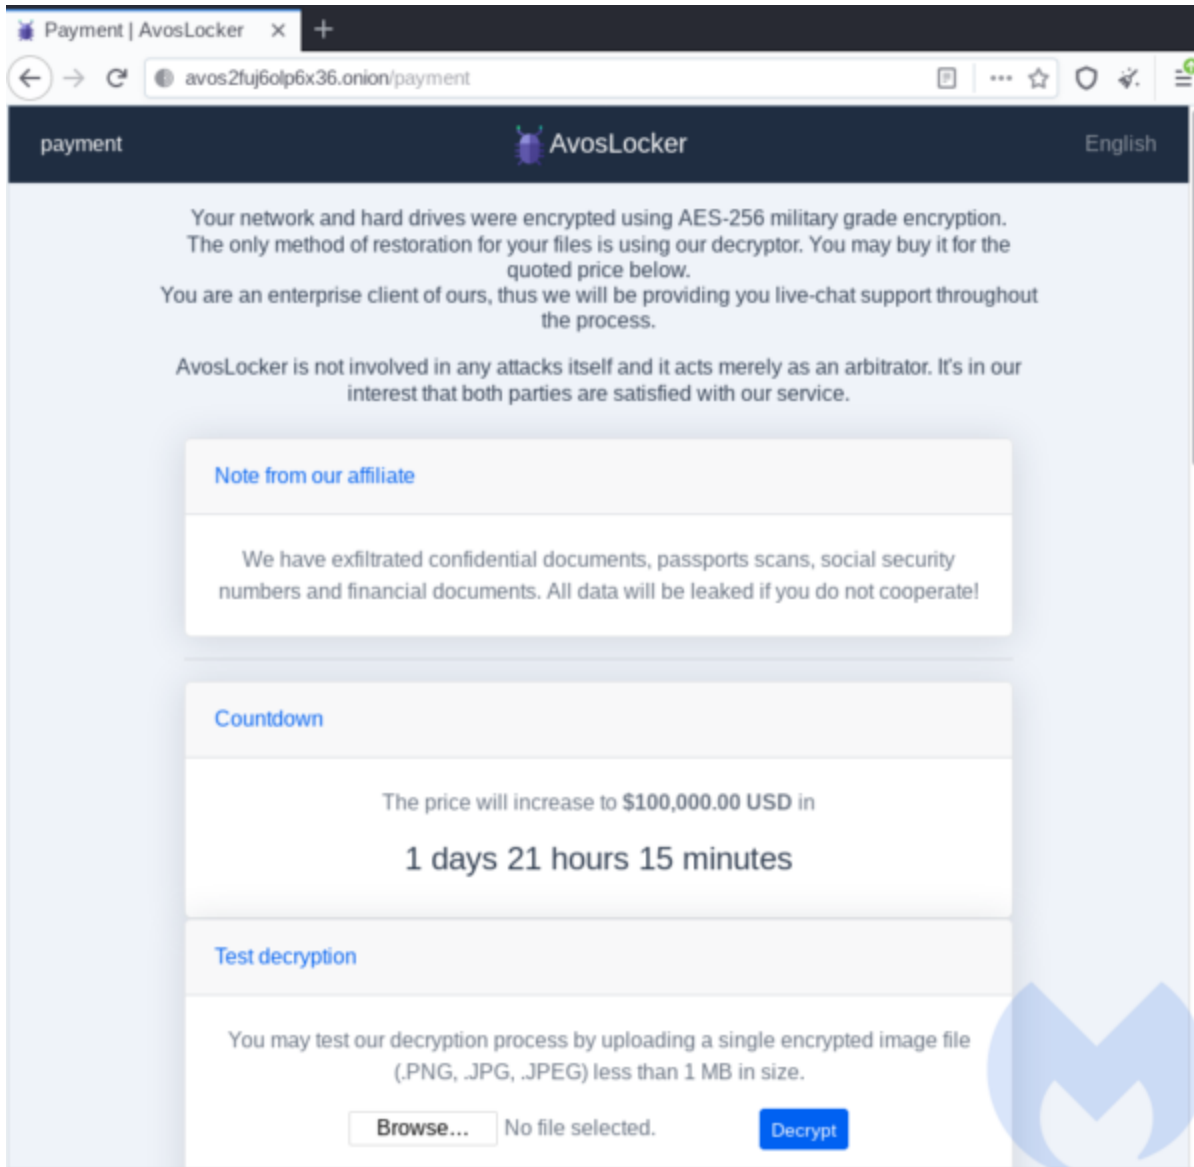 Payment | AvosLocker
avos2fuj6olp6x36.onion/payment
payment
AvosLocker
English
Your network and hard drives were encrypted using AES-256 military grade encryption.
The only method of restoration for your files is using our decryptor. You may buy it for the
quoted price below.
You are an enterprise client of ours, thus we will be providing you live-chat support throughout
the process.
AvosLocker is not involved in any attacks itself and it acts merely as an arbitrator. It's in our
interest that both parties are satisfied with our service.
Note from our affiliate
We have exfiltrated confidential documents, passports scans, social security
numbers and financial documents. All data will be leaked if you do not cooperate!
Countdown
The price will increase to $100,000.00 USD in
1 days 21 hours 15 minutes
Test decryption
You may test our decryption process by uploading a single encrypted image file
(.PNG, .JPG, .JPEG) less than 1 MB in size.
Browse... No file selected. Decrypt